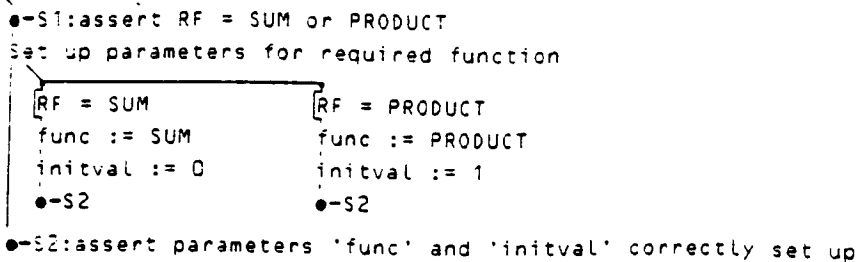 ●-S1:assert RF = SUM or PRODUCT
Set up parameters for required function
RF = SUM RF = PRODUCT
func := SUM func := PRODUCT
initval := 0 initval := 1
●-S2 ●-S2
●-S2:assert parameters 'func' and 'initval' correctly set up